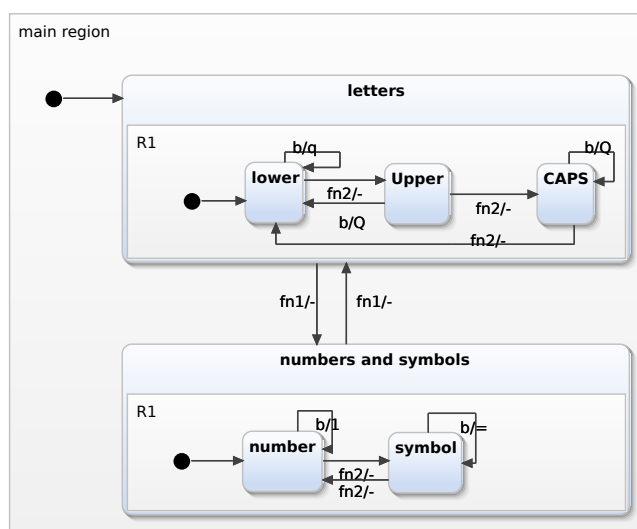 main region
letters
R1
b/q
b/Q
lower
Upper
CAPS
fn2/-
fn2/-
b/Q
fn2/-
fn1/-
fn1/-
numbers and symbols
R1
b/1
b/=
number
symbol
fn2/-
fn2/-